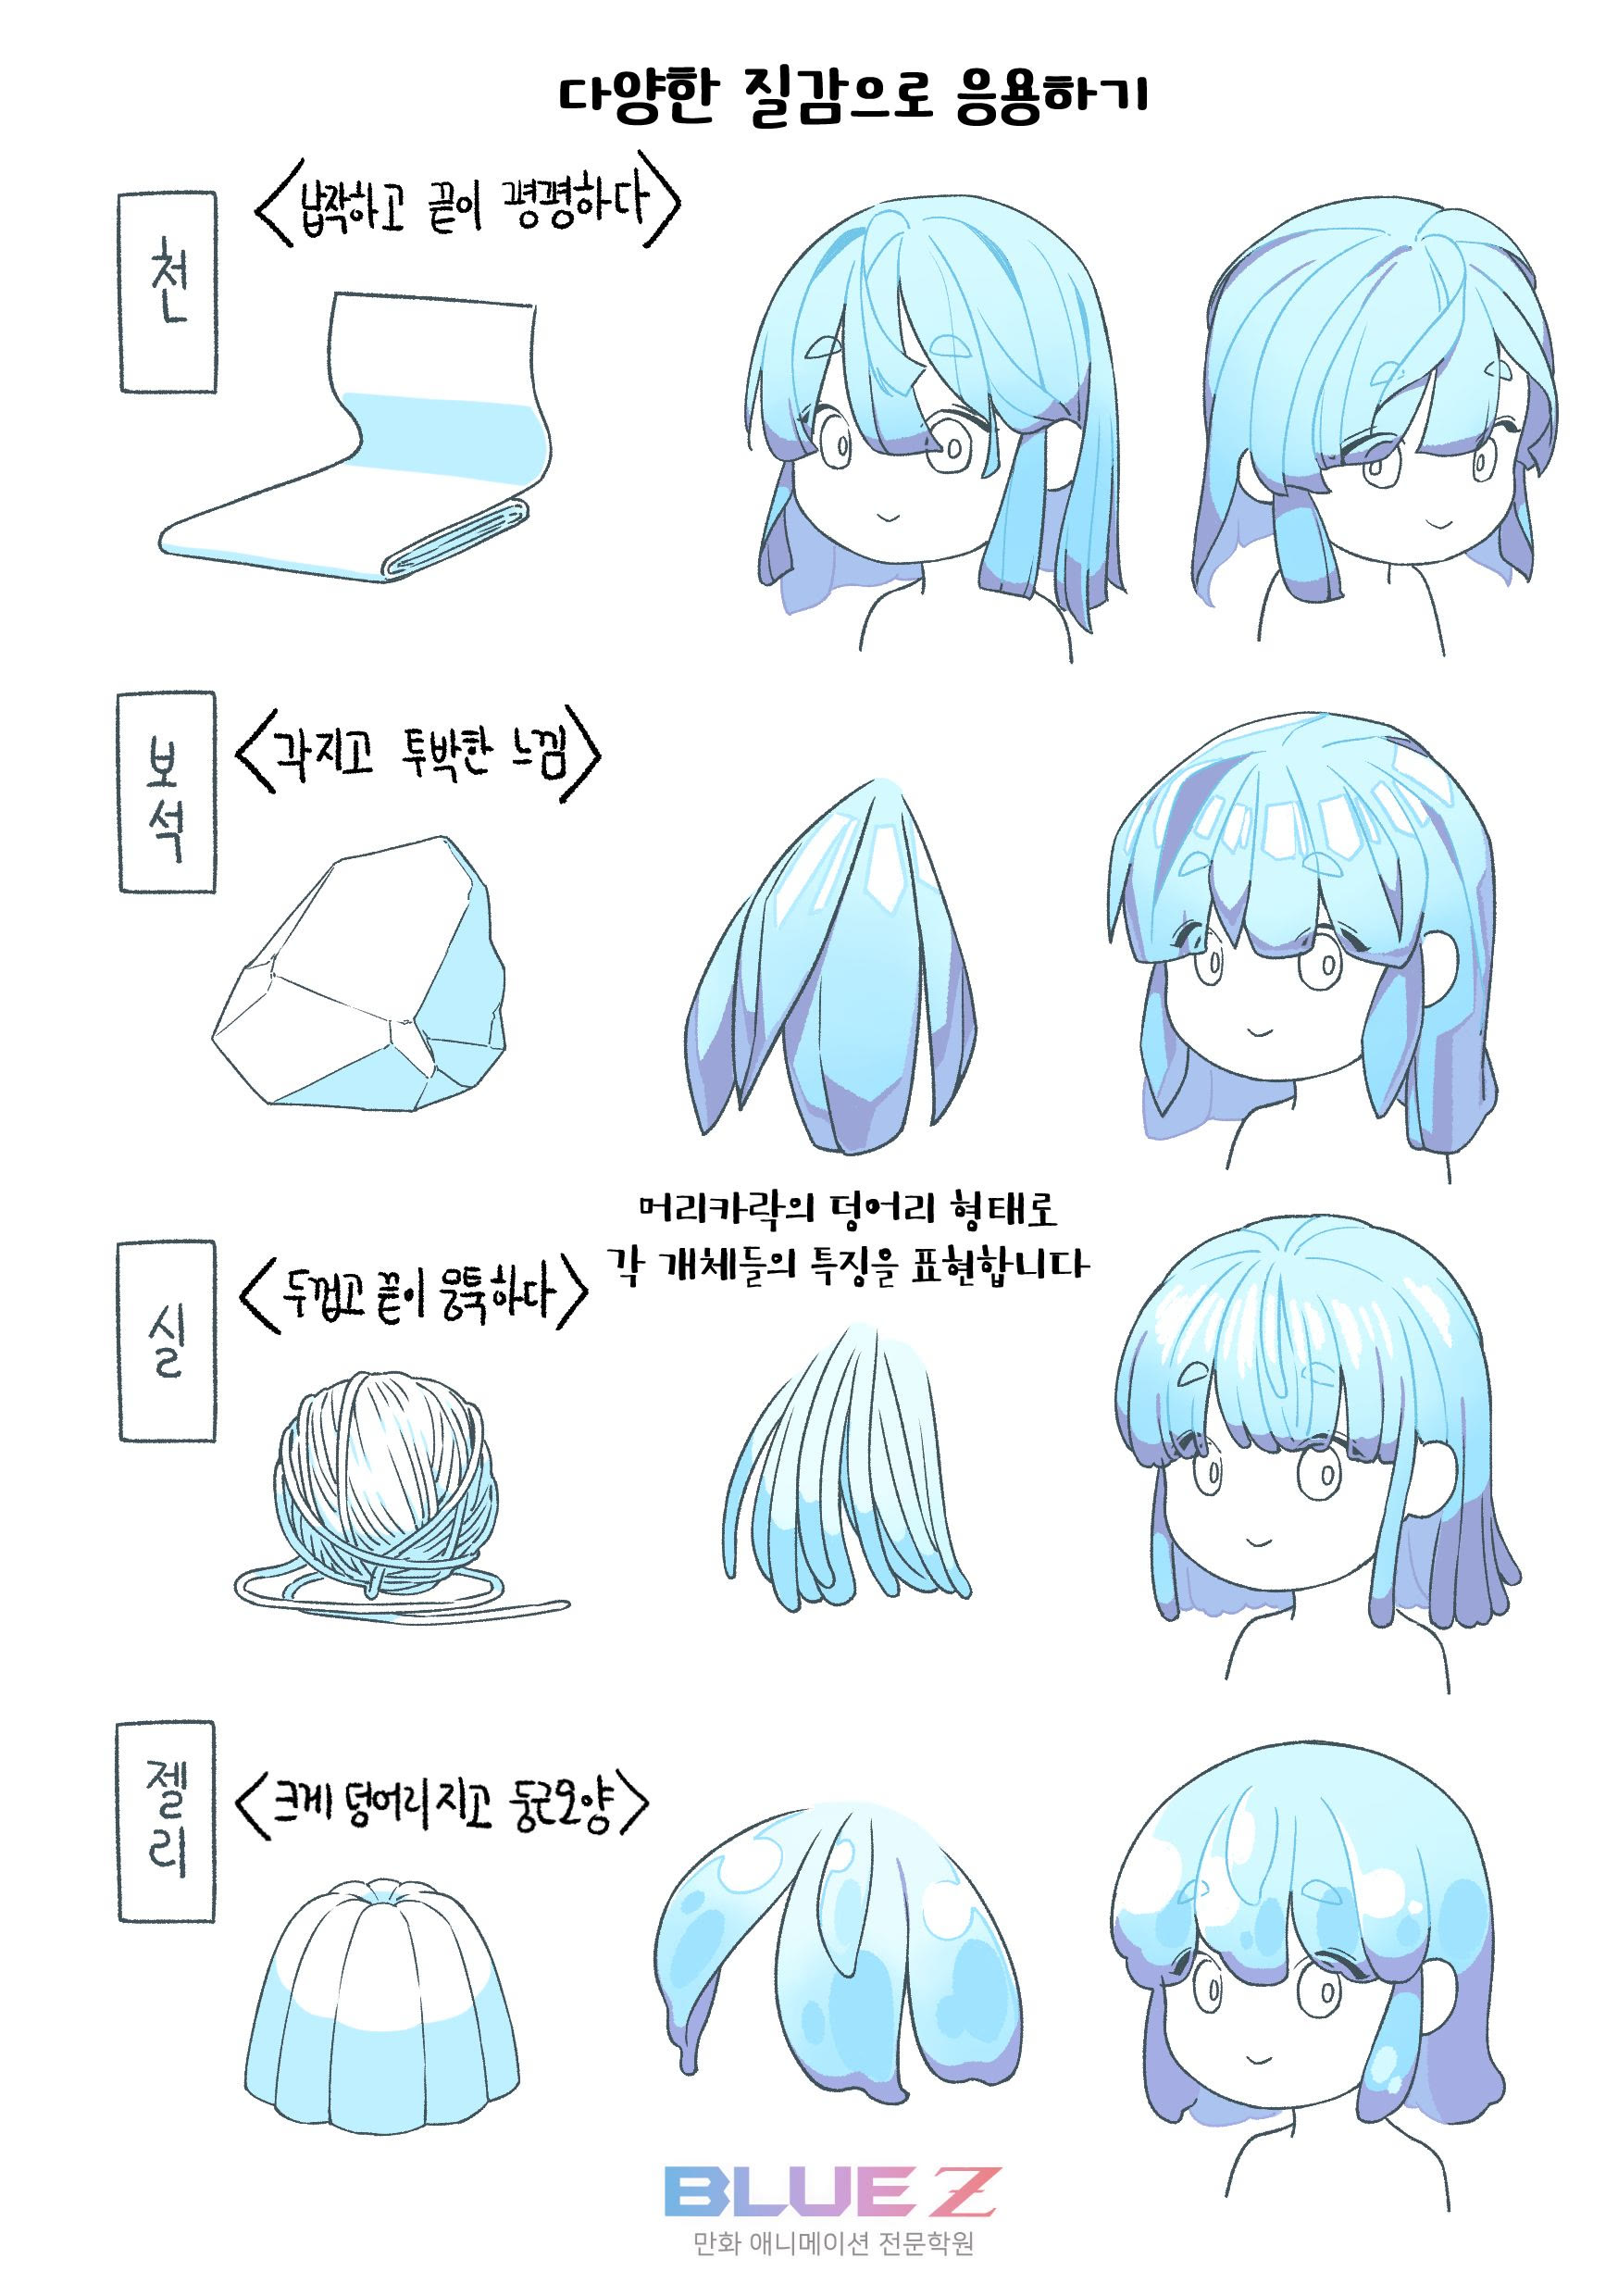 다양한 질감으로 응용하기
천
<납작하고 끝이 평평하다>
보석
<각지고 투박한 느낌>
머리카락의 덩어리 형태로
각 개체들의 특징을 표현합니다
실
<두껍고 끝이 뭉툭하다>
젤리
<크게 덩어리지고 둥근모양>
BLUE Z
만화 애니메이션 전문학원